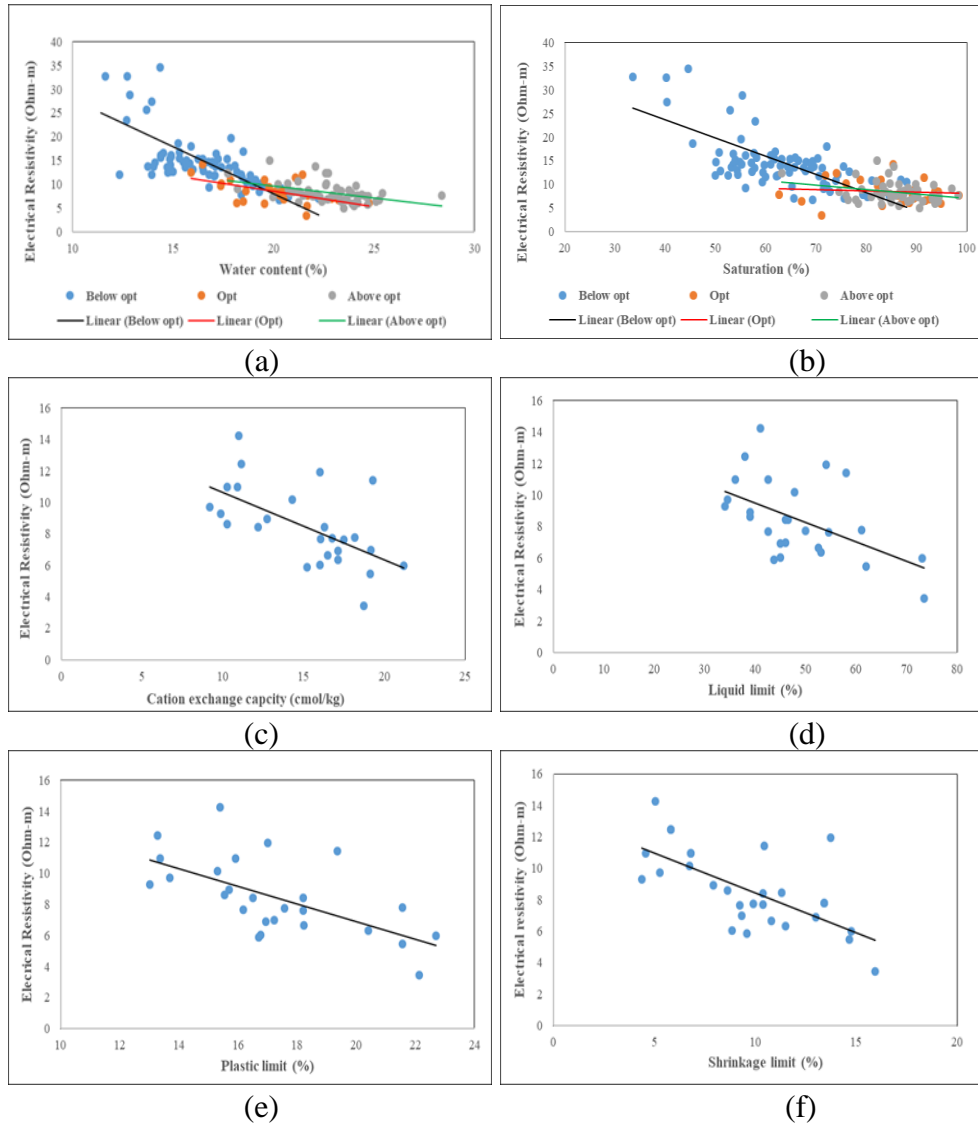 40
35
30
25
20
15
10
5
0
10 15 20 25 30
Electrical Resistivity (Ohm-m)
Water content (%)
Below opt Opt Above opt
Linear (Below opt) Linear (Opt) Linear (Above opt)
(a)
40
35
30
25
20
15
10
5
0
20 30 40 50 60 70 80 90 100
Electrical Resistivity (Ohm-m)
Saturation (%)
Below opt Opt Above opt
Linear (Below opt) Linear (Opt) Linear (Above opt)
(b)
16
14
12
10
8
6
4
2
0
0 5 10 15 20 25
Electrical Resistivity (Ohm-m)
Cation exchange capcity (cmol/kg)
(c)
16
14
12
10
8
6
4
2
0
0 10 20 30 40 50 60 70 80
Electrical Resistivity (Ohm-m)
Liquid limit (%)
(d)
16
14
12
10
8
6
4
2
0
10 12 14 16 18 20 22 24
Elecrical Resistivity (Ohm-m)
Plastic limit (%)
(e)
16
14
12
10
8
6
4
2
0
0 5 10 15 20
Electrical resistivity (Ohm-m)
Shrinkage limit (%)
(f)